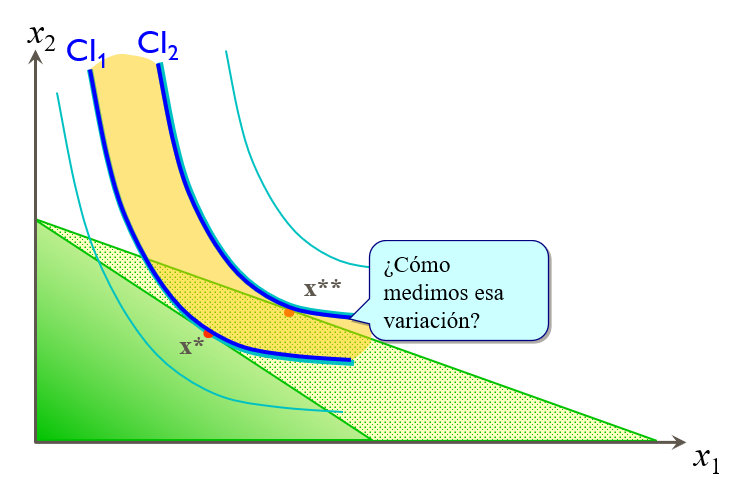 x2
CI1
CI2
¿Cómo
medimos esa
variación?
x**
x*
x1